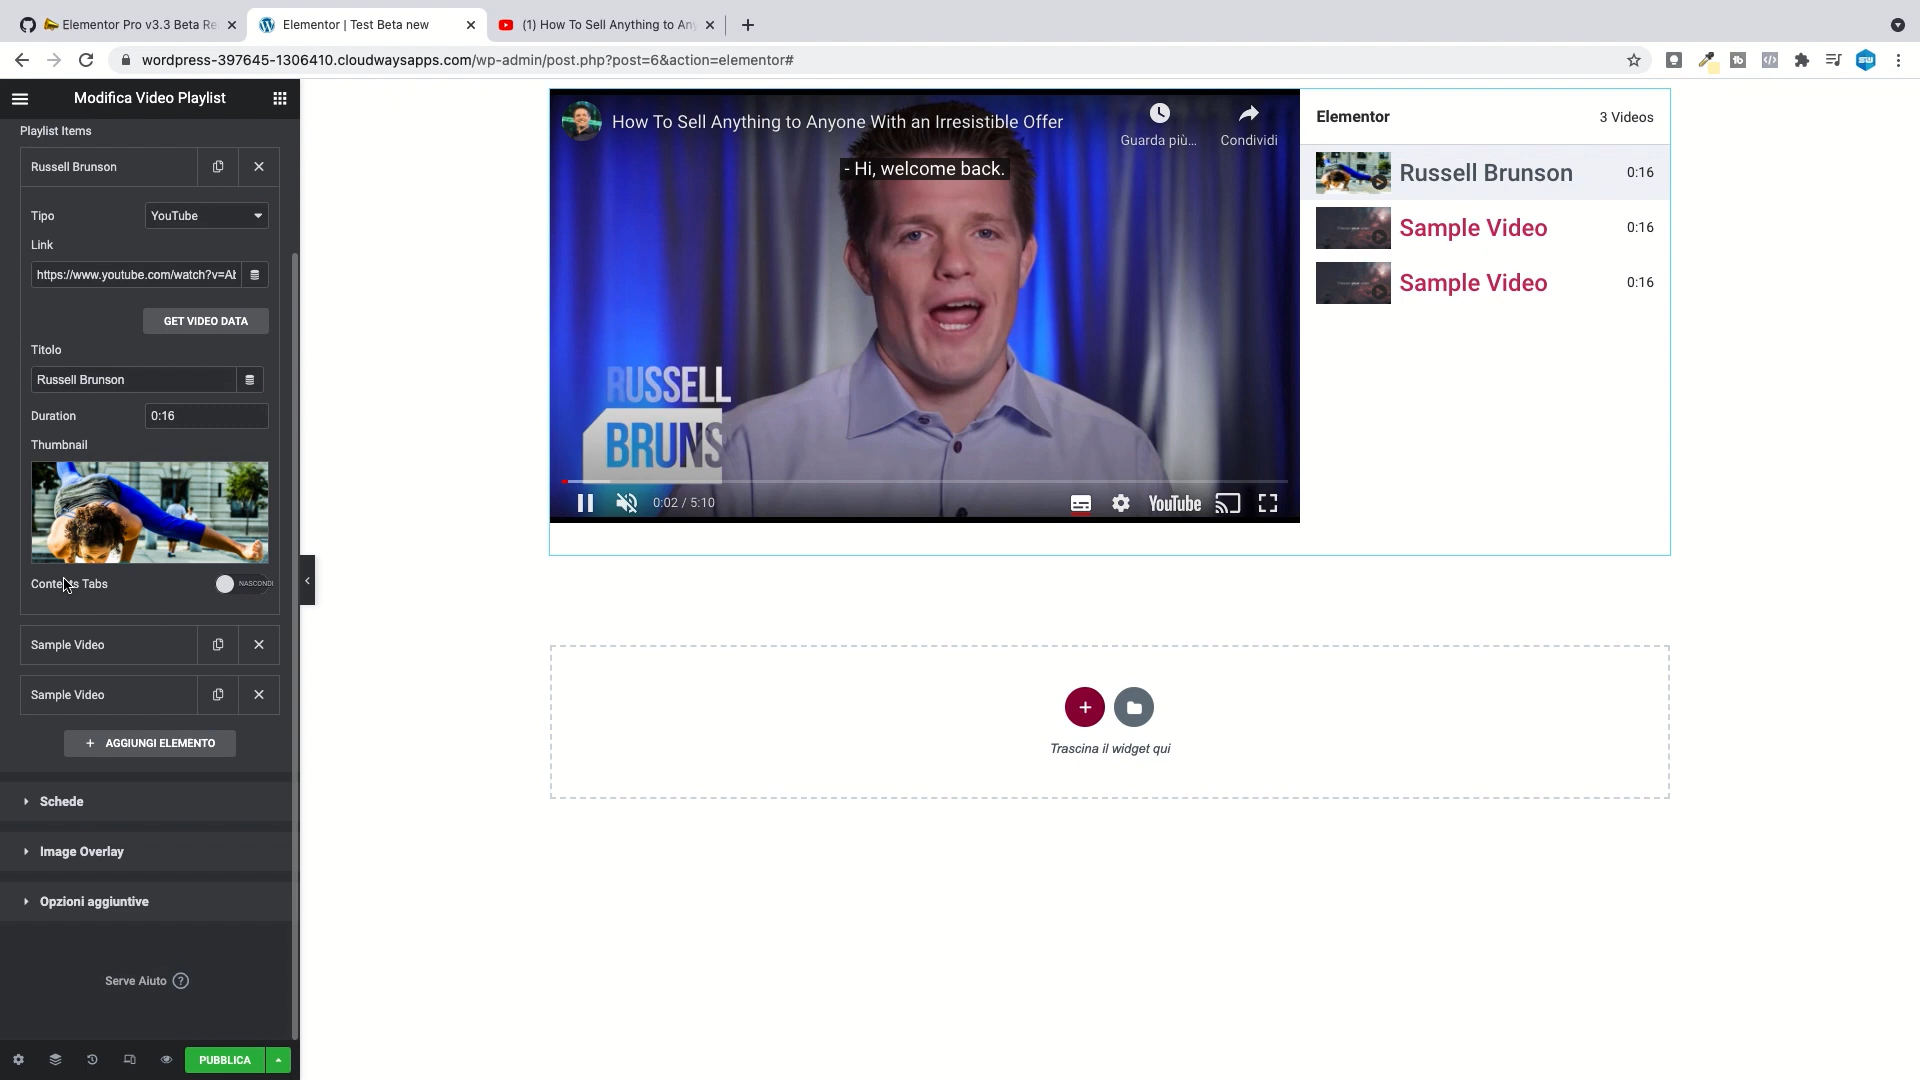 Elementor Pro v3.3 Beta Re
Elementor | Test Beta new
(1) How To Sell Anything to An
wordpress-397645-1306410.cloudwaysapps.com/wp-admin/post.php?post=6&action=elementor#
Modifica Video Playlist
Playlist Items
Russell Brunson
Tipo
YouTube
Link
https://www.youtube.com/watch?v=Al
GET VIDEO DATA
Titolo
Russell Brunson
Duration
0:16
Thumbnail
NASCONDI
Sample Video
Sample Video
+ AGGIUNGI ELEMENTO
Schede
Image Overlay
Opzioni aggiuntive
Serve Aiuto ?
PUBBLICA
How To Sell Anything to Anyone With an Irresistible Offer
Guarda più...
Condividi
- Hi, welcome back.
RUSSELL
BRUNS
0:02 / 5:10
YouTube
Elementor
3 Videos
Russell Brunson
0:16
Sample Video
0:16
Sample Video
0:16
Trascina il widget qui